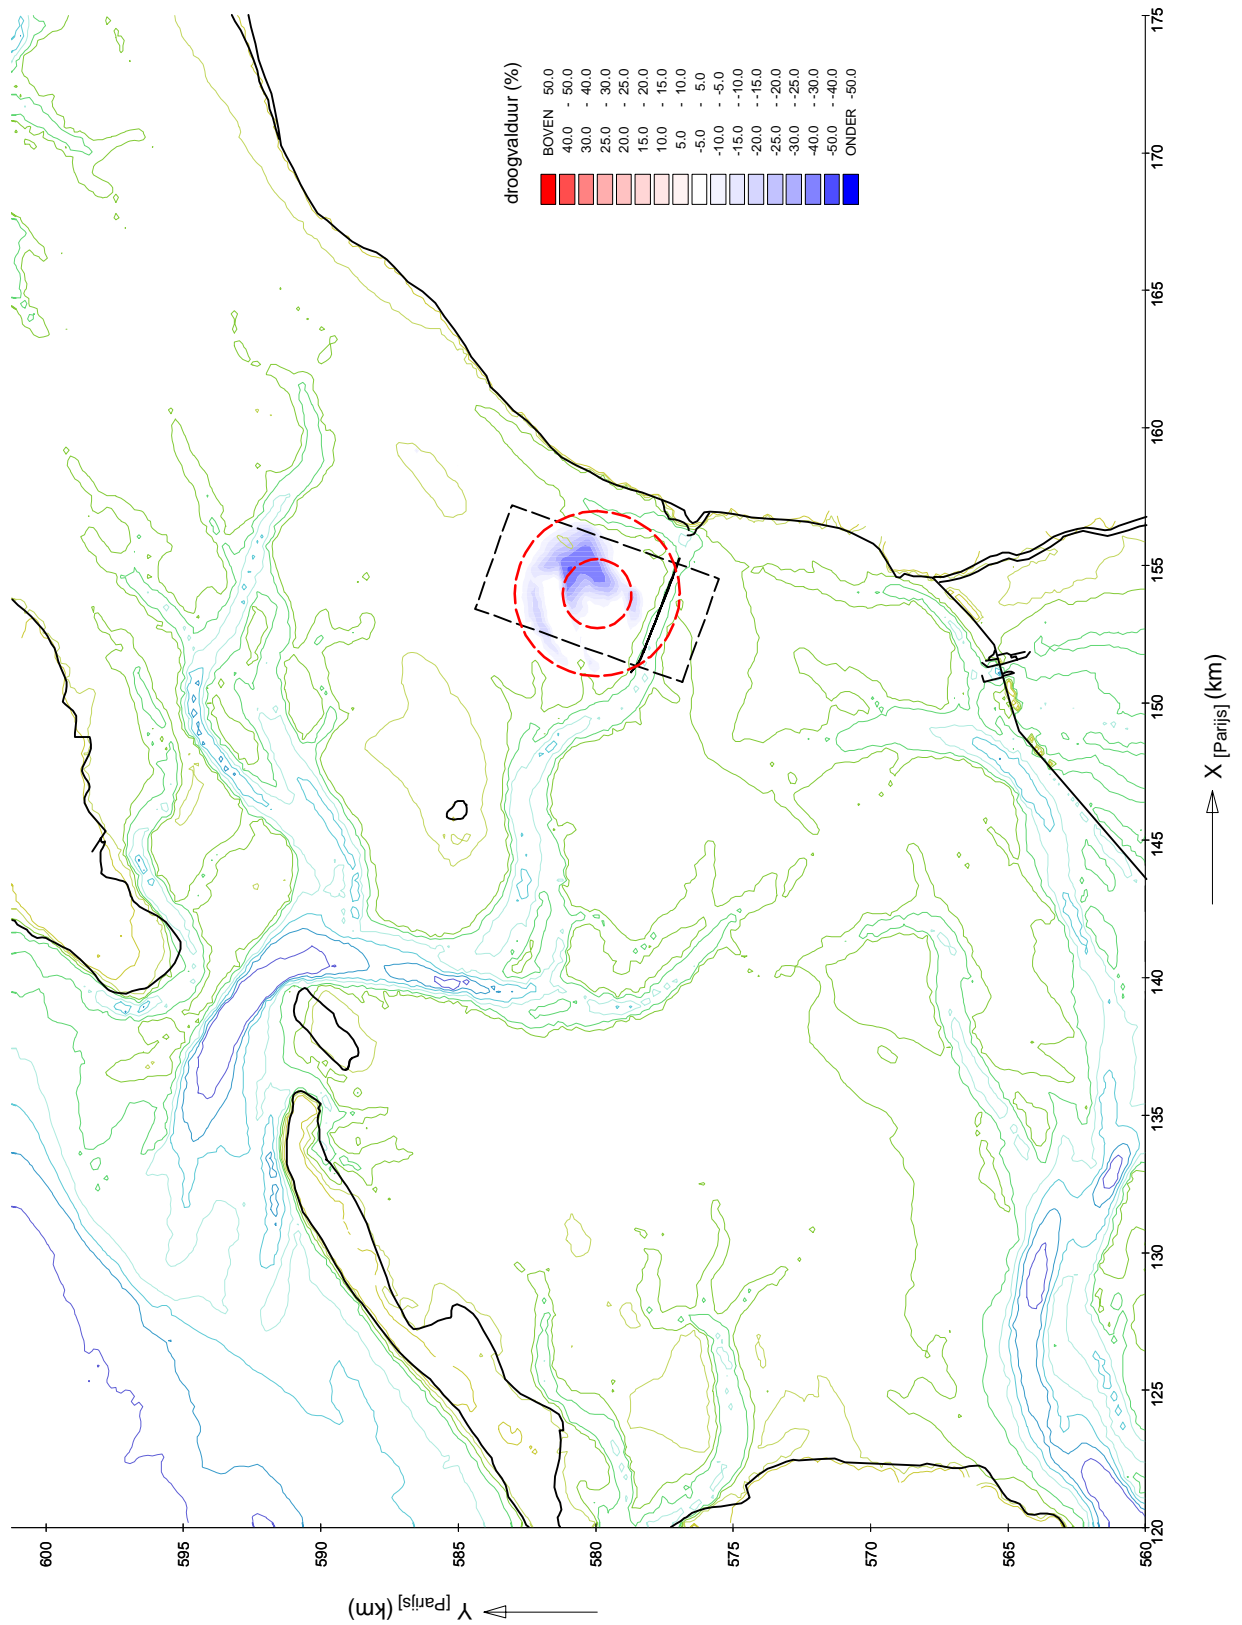 droogvalduur (%)
BOVEN 50.0
40.0 - 50.0
30.0 - 40.0
25.0 - 30.0
20.0 - 25.0
15.0 - 20.0
10.0 - 15.0
5.0 - 10.0
-5.0 - 5.0
-10.0 - -5.0
-15.0 - -10.0
-20.0 - -15.0
-25.0 - -20.0
-30.0 - -25.0
-40.0 - -30.0
-50.0 - -40.0
ONDER -50.0
600
595
590
585
580
575
570
565
560
Y [Parijs] (km)
120
125
130
135
140
145
150
155
160
165
170
175
X [Parijs] (km)